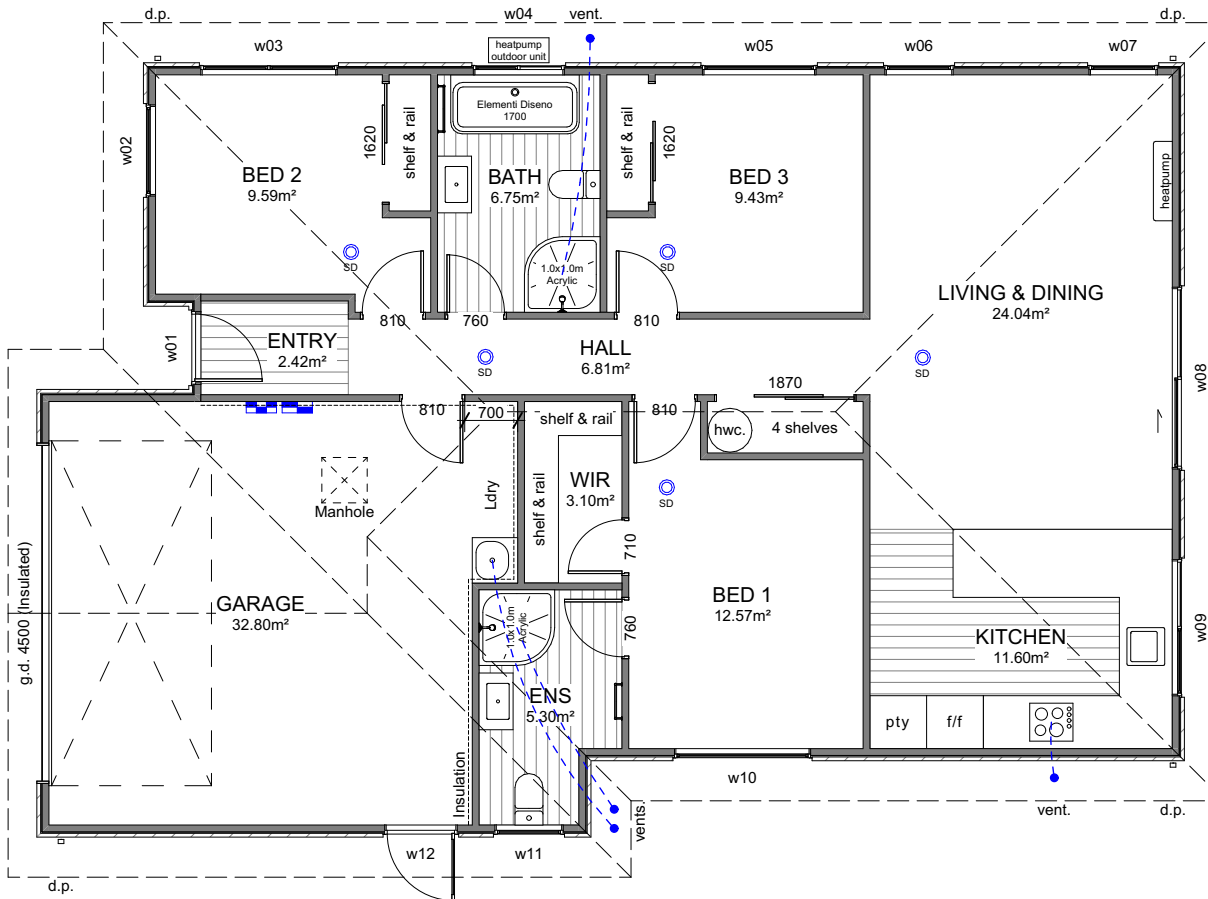 d.p.
w04
vent.
d.p.
w03
heatpump
outdoor unit
w05
w06
w07
w02
BED 2
9.59m²
1620
shelf & rail
Elementi Diseno
1700
BATH
6.75m²
shelf & rail
1620
BED 3
9.43m²
heatpump
SD
1.0x1.0m
Acrylic
SD
LIVING & DINING
24.04m²
w01
ENTRY
2.42m²
810
760
810
HALL
6.81m²
SD
SD
w08
1870
810
700
810
shelf & rail
hwc.
4 shelves
Manhole
Ldry
shelf & rail
WIR
3.10m²
SD
710
g.d. 4500 (Insulated)
GARAGE
32.80m²
1.0x1.0m
Acrylic
760
BED 1
12.57m²
KITCHEN
11.60m²
w09
ENS
5.30m²
pty
f/f
Insulation
w10
vents.
vent.
d.p.
w12
w11
d.p.